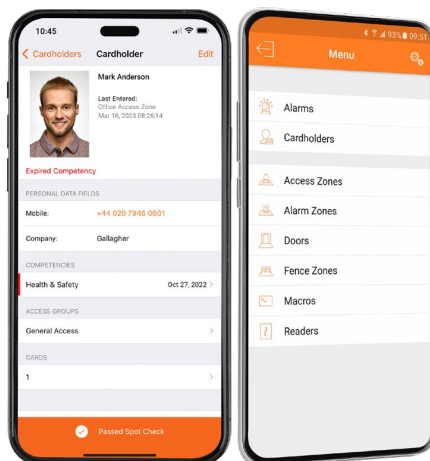 10:45
Cardholders
Cardholder
Edit
Mark Anderson
Last Entered:
Office Access Zone
Mar 16, 2023 08:26:14
Expired Competency
PERSONAL DATA FIELDS
Mobile:
+44 020 7946 0601
Company:
Gallagher
COMPETENCIES
Health & Safety
Oct 27, 2022
ACCESS GROUPS
General Access
CARDS
1
Passed Spot Check
93% 09:51
Menu
Alarms
Cardholders
Access Zones
Alarm Zones
Doors
Fence Zones
Macros
Readers